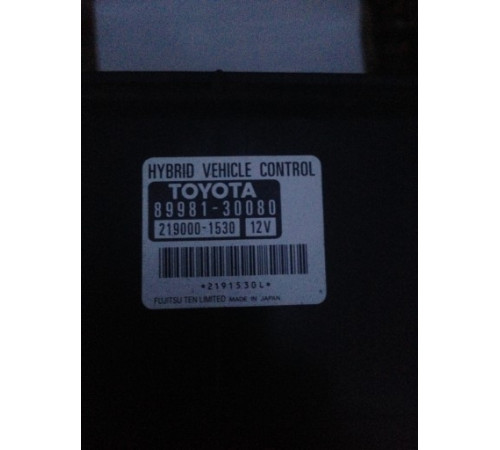 HYBRID VEHICLE CONTROL
TOYOTA
89981-30080
219000-1530 12V
*2191530L*
FUJITSU TEN LIMITED MADE IN JAPAN